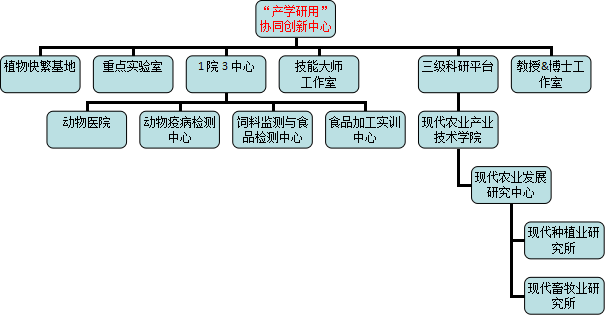 “产学研用”
协同创新中心
植物快繁基地
重点实验室
1院3中心
技能大师
工作室
三级科研平台
教授&博士工
作室
动物医院
动物疫病检测
中心
饲料监测与食
品检测中心
食品加工实训
中心
现代农业产业
技术学院
现代农业发展
研究中心
现代种植业研
究所
现代畜牧业研
究所